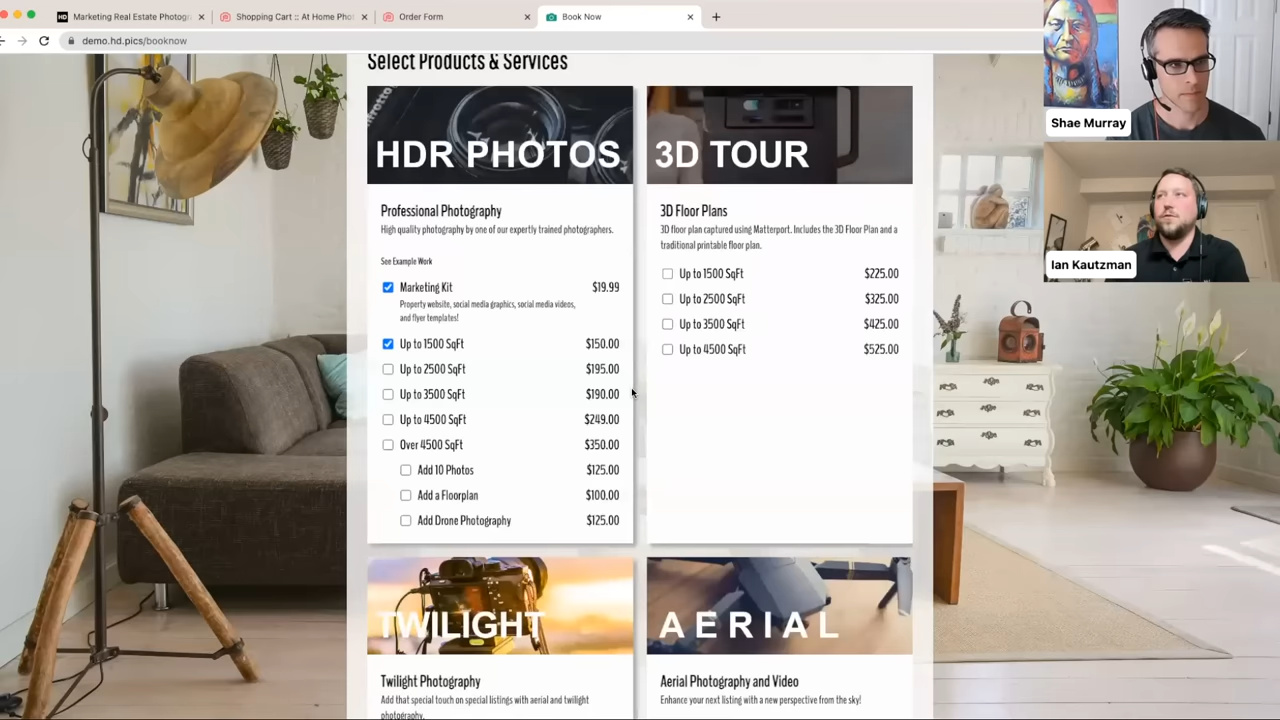 Marketing Real Estate Photogr
Shopping Cart :: At Home Phot
Order Form
Book Now
demo.hd.pics/booknow
Select Products & Services
HDR PHOTOS
Professional Photography
High quality photography by one of our expertly trained photographers.
See Example Work
Marketing Kit $19.99
Property website, social media graphics, social media videos,
and flyer templates!
Up to 1500 SqFt $150.00
Up to 2500 SqFt $195.00
Up to 3500 SqFt $190.00
Up to 4500 SqFt $249.00
Over 4500 SqFt $350.00
Add 10 Photos $125.00
Add a Floorplan $100.00
Add Drone Photography $125.00
3D TOUR
3D Floor Plans
3D floor plan captured using Matterport. Includes the 3D Floor Plan and a
traditional printable floor plan.
Up to 1500 SqFt $225.00
Up to 2500 SqFt $325.00
Up to 3500 SqFt $425.00
Up to 4500 SqFt $525.00
TWILIGHT
Twilight Photography
Add that special touch on special listings with aerial and twilight
photography.
AERIAL
Aerial Photography and Video
Enhance your next listing with a new perspective from the sky!
Shae Murray
Ian Kautzman